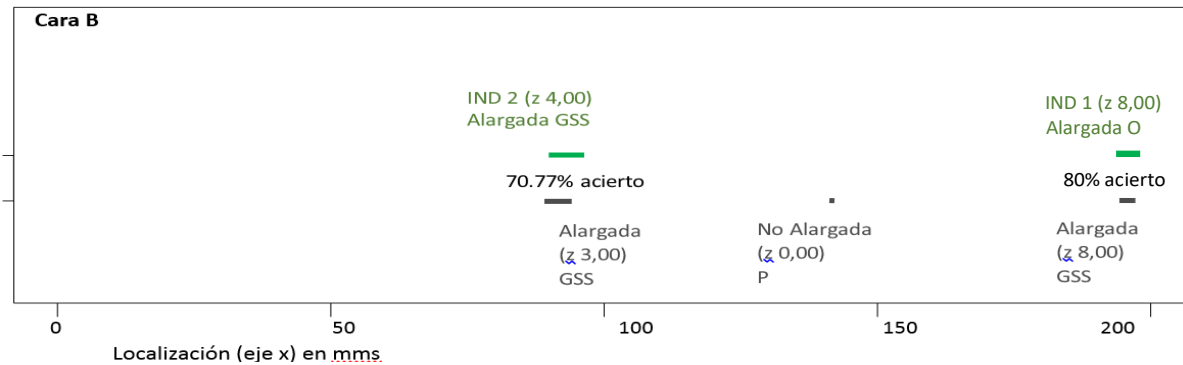 Cara B
IND 2 (z 4,00)
Alargada GSS
IND 1 (z 8,00)
Alargada O
70.77% acierto
80% acierto
Alargada
(z 3,00)
GSS
No Alargada
(z 0,00)
P
Alargada
(z 8,00)
GSS
0 50 100 150 200
Localización (eje x) en mms